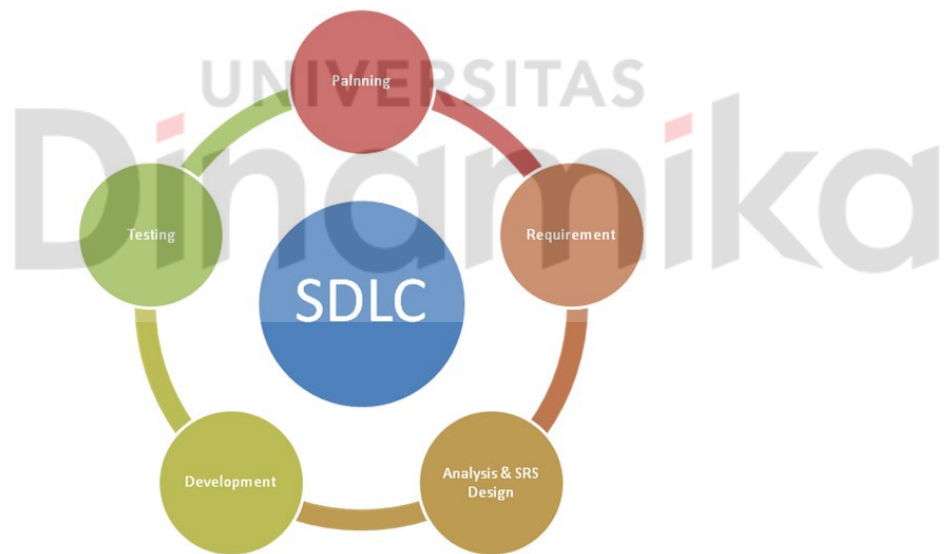 UNIVERSITAS
Dinamika
Palnning
Testing
Requirement
SDLC
Development
Analysis & SRS
Design